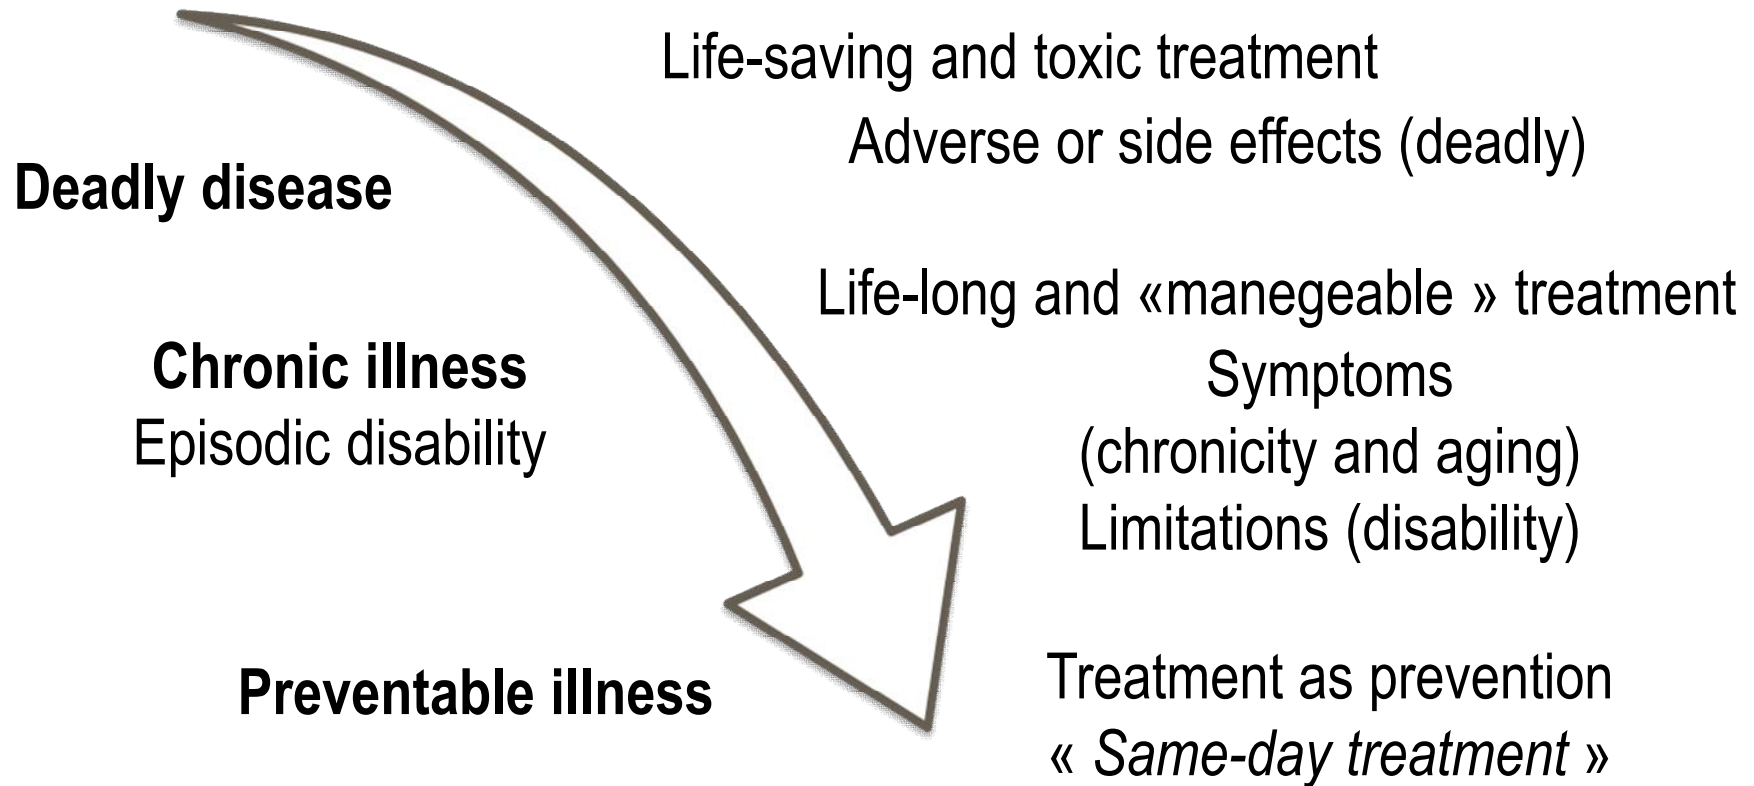 Life-saving and toxic treatment
Adverse or side effects (deadly)
Deadly disease
Life-long and «manegeable » treatment
Chronic illness
Episodic disability
Symptoms
(chronicity and aging)
Limitations (disability)
Preventable illness
Treatment as prevention
« Same-day treatment »